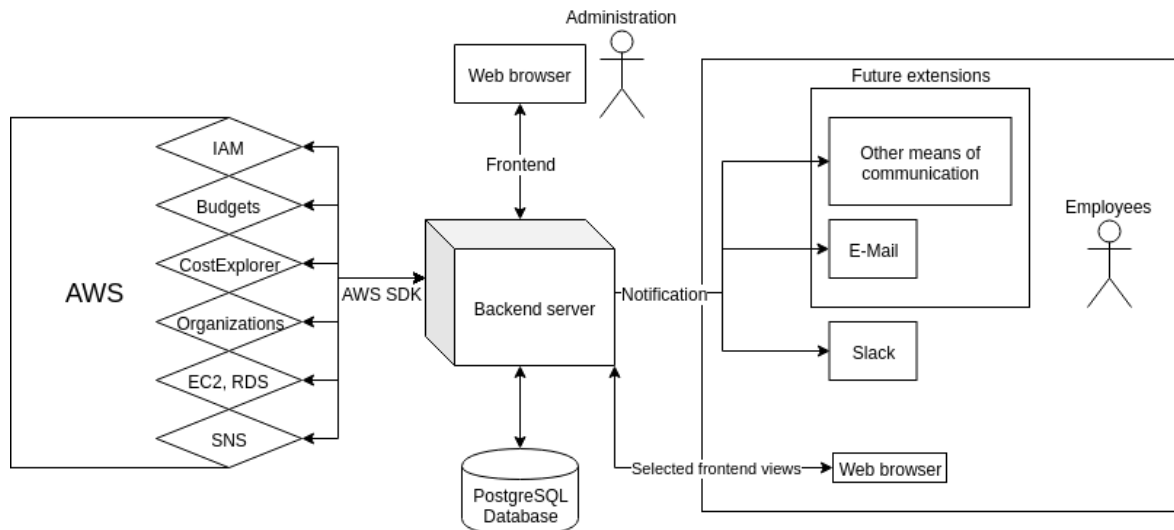 Administration
Web browser
Frontend
AWS
IAM
Budgets
CostExplorer
Organizations
EC2, RDS
SNS
AWS SDK
Backend server
PostgreSQL
Database
Notification
Selected frontend views
Future extensions
Other means of
communication
E-Mail
Slack
Web browser
Employees